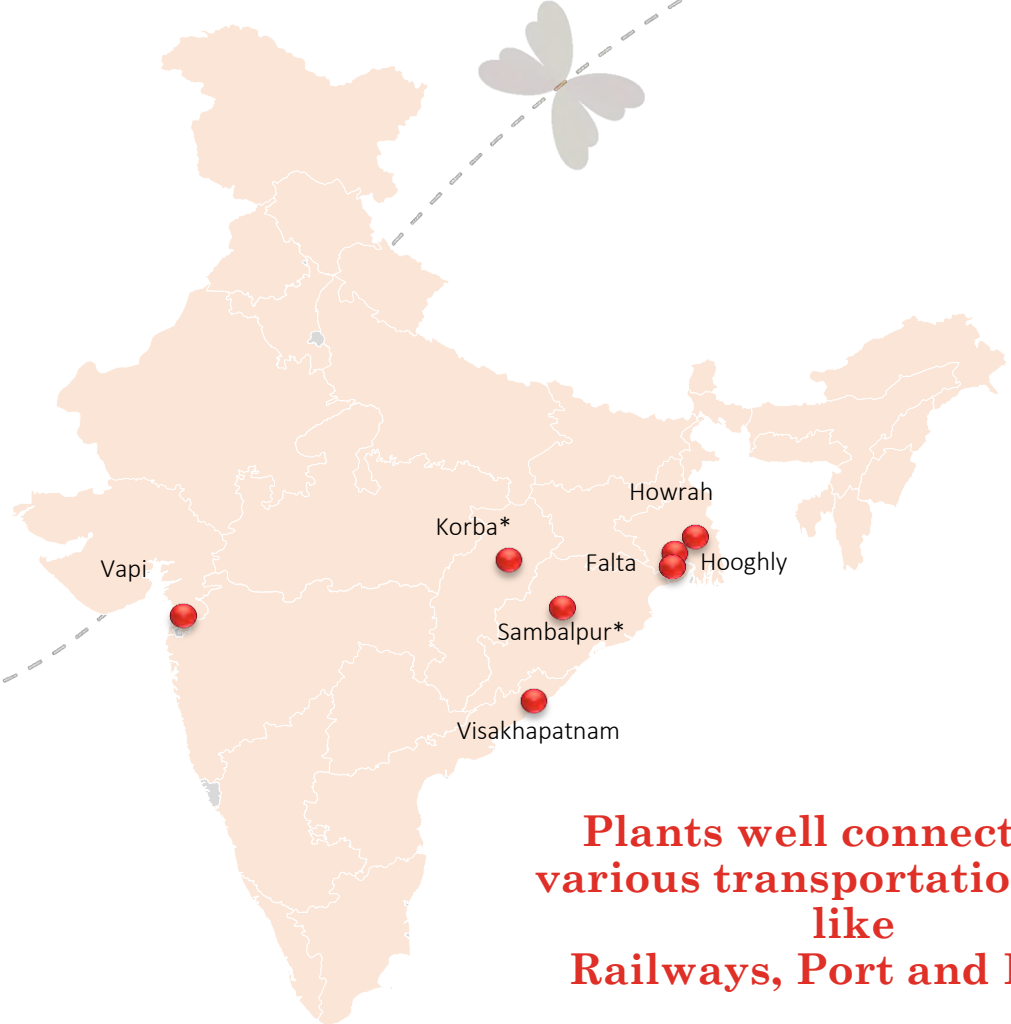 Howrah
Korba*
Falta
Hooghly
Vapi
Sambalpur*
Visakhapatnam
Plants well connect
various transportatio
like
Railways, Port and